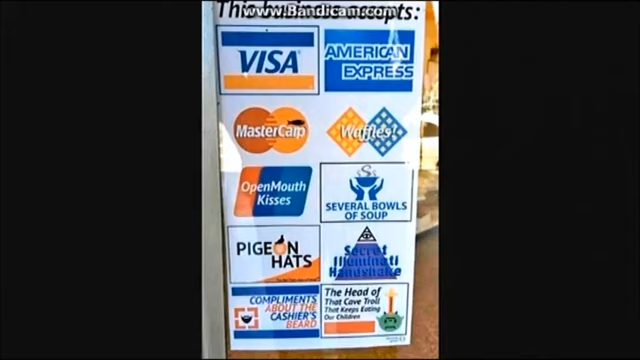 This business accepts:
www.Bandicam.com
VISA
AMERICAN
EXPRESS
MasterCarp
Waffles!
OpenMouth
Kisses
SEVERAL BOWLS
OF SOUP
PIGEON
HATS
Secret
Illuminati
Handshake
COMPLIMENTS
ABOUT THE
CASHIER'S
BEARD
The Head of
That Cave Troll
That Keeps Eating
Our Children